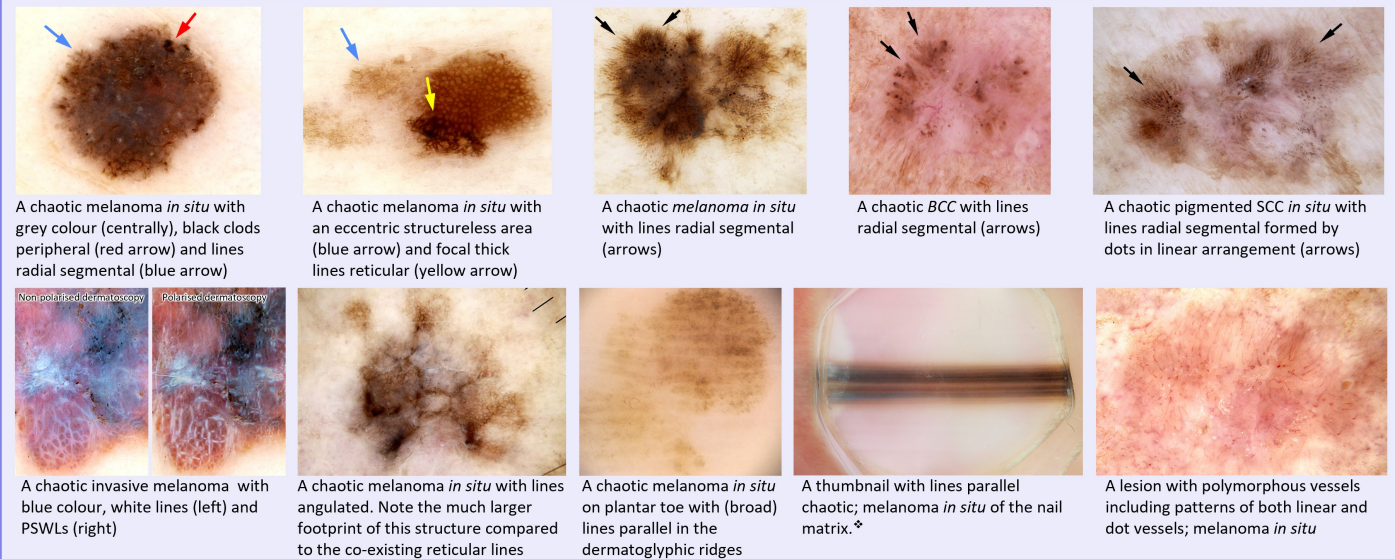 A chaotic melanoma in situ with
grey colour (centrally), black clods
peripheral (red arrow) and lines
radial segmental (blue arrow)
A chaotic melanoma in situ with
an eccentric structureless area
(blue arrow) and focal thick
lines reticular (yellow arrow)
A chaotic melanoma in situ
with lines radial segmental
(arrows)
A chaotic BCC with lines
radial segmental (arrows)
A chaotic pigmented SCC in situ with
lines radial segmental formed by
dots in linear arrangement (arrows)
Non-polarised dermatoscopy
Polarised dermatoscopy
A chaotic invasive melanoma with
blue colour, white lines (left) and
PSWLs (right)
A chaotic melanoma in situ with lines
angulated. Note the much larger
footprint of this structure compared
to the co-existing reticular lines
A chaotic melanoma in situ
on plantar toe with (broad)
lines parallel in the
dermatoglyphic ridges
A thumbnail with lines parallel
chaotic; melanoma in situ of the nail
matrix.❖
A lesion with polymorphous vessels
including patterns of both linear and
dot vessels; melanoma in situ